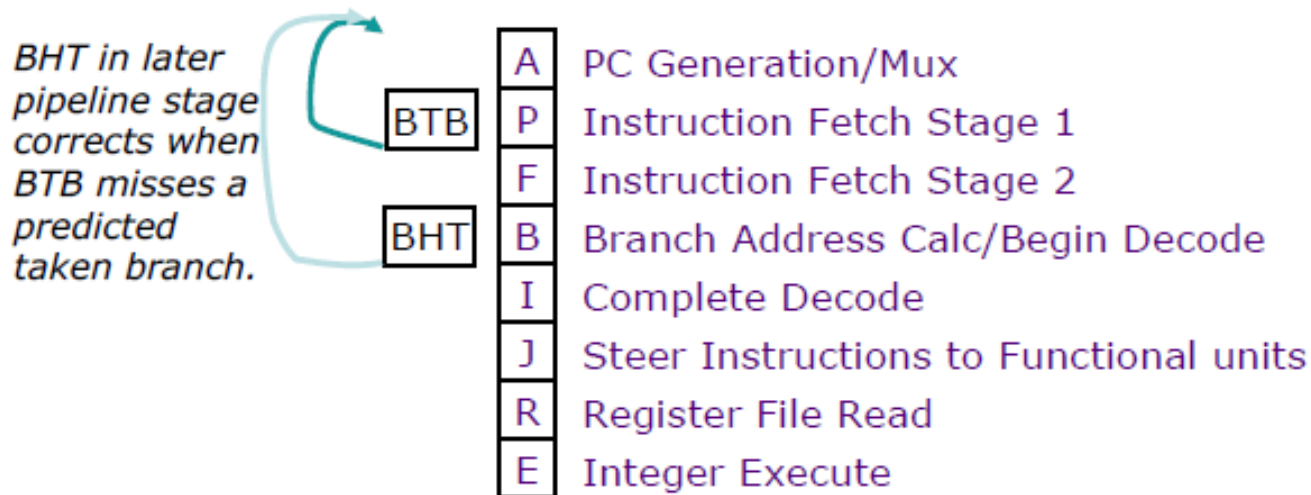 BHT in later
pipeline stage
corrects when
BTB misses a
predicted
taken branch.
A PC Generation/Mux
BTB P Instruction Fetch Stage 1
F Instruction Fetch Stage 2
BHT B Branch Address Calc/Begin Decode
I Complete Decode
J Steer Instructions to Functional units
R Register File Read
E Integer Execute